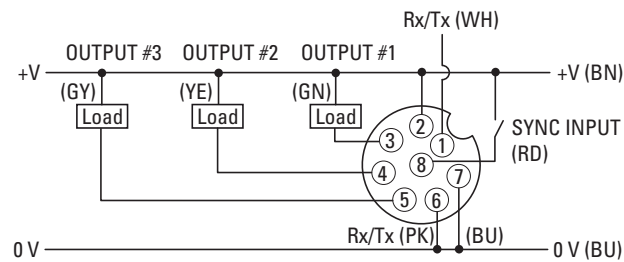 Rx/Tx (WH)
OUTPUT #3 OUTPUT #2 OUTPUT #1
+V +V (BN)
(GY) (YE) (GN)
Load Load Load
SYNC INPUT
(RD)
2
1
3
8
4
7
5
6
Rx/Tx (PK) (BU)
0 V 0 V (BU)